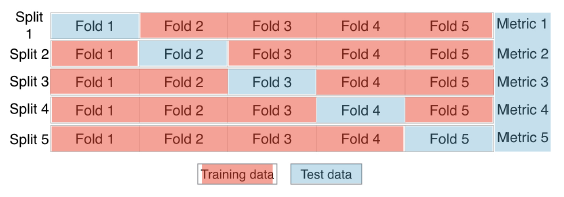 Split 1 Fold 1 Fold 2 Fold 3 Fold 4 Fold 5 Metric 1
Split 2 Fold 1 Fold 2 Fold 3 Fold 4 Fold 5 Metric 2
Split 3 Fold 1 Fold 2 Fold 3 Fold 4 Fold 5 Metric 3
Split 4 Fold 1 Fold 2 Fold 3 Fold 4 Fold 5 Metric 4
Split 5 Fold 1 Fold 2 Fold 3 Fold 4 Fold 5 Metric 5
Training data Test data